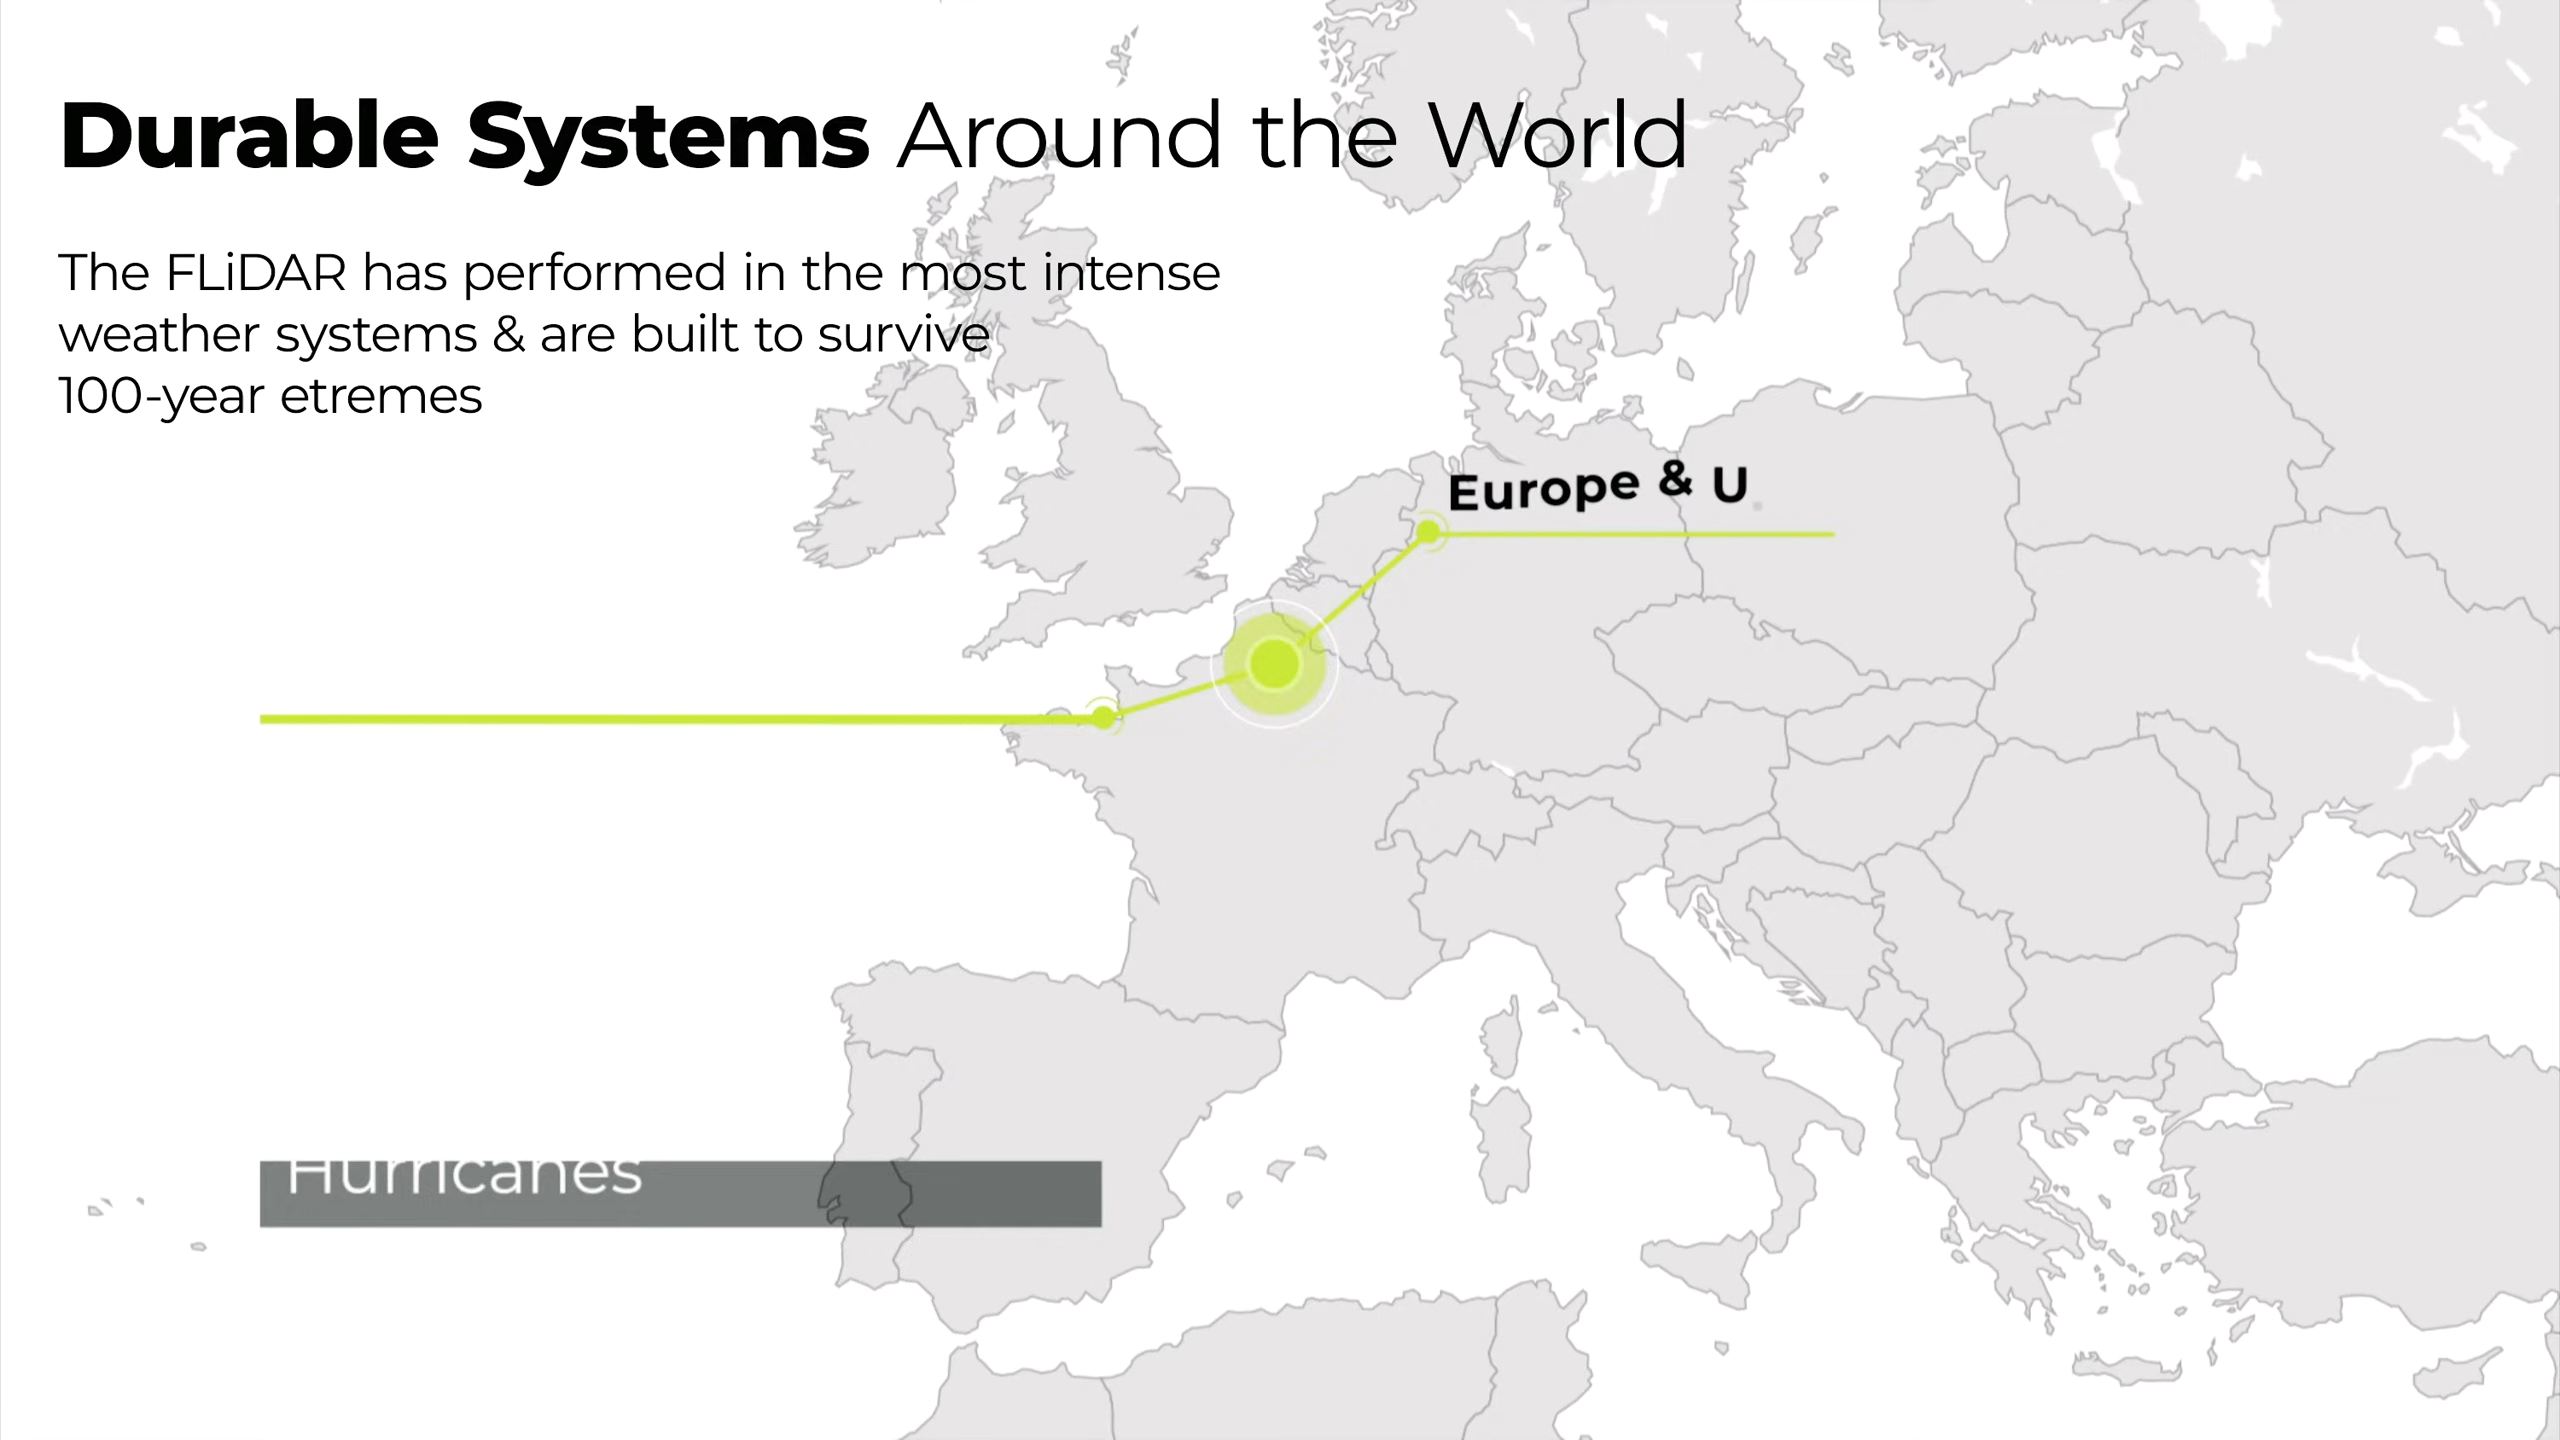 Durable Systems Around the World
The FLiDAR has performed in the most intense
weather systems & are built to survive
100-year etremes
Europe & U
Hurricanes